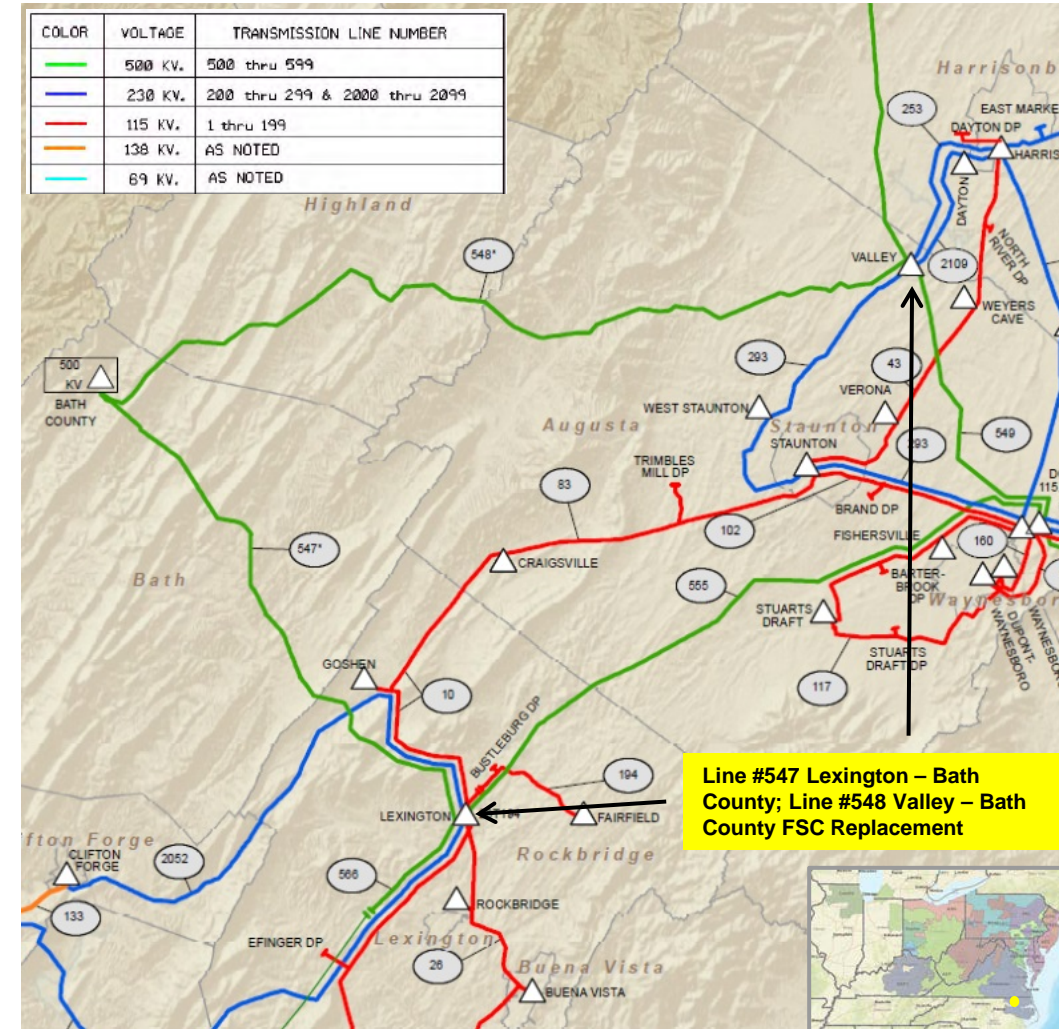 COLOR VOLTAGE TRANSMISSION LINE NUMBER
500 KV. 500 thru 599
230 KV. 200 thru 299 & 2000 thru 2099
115 KV. 1 thru 199
138 KV. AS NOTED
69 KV. AS NOTED
Harrisonb
253
EAST MARKE
DAYTON DP
HARRIS
DAYTON
Highland
548*
VALLEY
2109
NORTH
RIVER DP
WEYERS
CAVE
500
KV
BATH
COUNTY
293
43
WEST STAUNTON
VERONA
Augusta
Staunton
STAUNTON
293
549
TRIMBLES
MILL DP
83
BRAND DP
115
102
FISHERSVILLE
160
547*
CRAIGSVILLE
Bath
555
BARTER-
BROOK
DP
Waynesbor
STUARTS
DRAFT
STUARTS
DRAFT DP
DUPONT-
WAYNESBORO
WAYNESBO
117
GOSHEN
10
BUSTLEBURG DP
194
LEXINGTON
FAIRFIELD
Line #547 Lexington – Bath
County; Line #548 Valley – Bath
County FSC Replacement
fton Forge
CLIFTON
FORGE
2052
Rockbridge
566
133
ROCKBRIDGE
EFINGER DP
Lexington
26
Buena Vista
BUENA VISTA